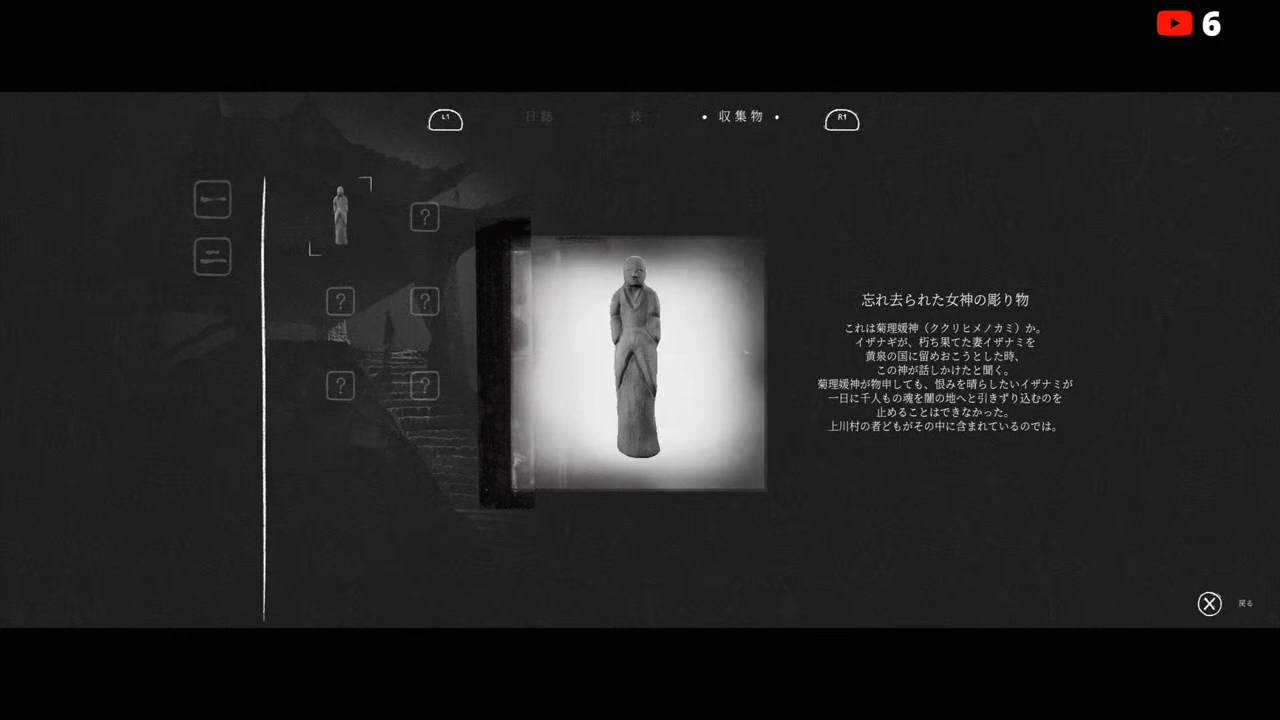 6
L1
日誌
技
• 収集物 •
R1
一
二
?
? ?
? ?
忘れ去られた女神の彫り物
これは菊理媛神（ククリヒメノカミ）か。
イザナギが、朽ち果てた妻イザナミを
黄泉の国に留めおこうとした時、
この神が話しかけたと聞く。
菊理媛神が物申しても、恨みを晴らしたいイザナミが
一日に千人もの魂を闇の地へと引きずり込むのを
止めることはできなかった。
上川村の者どもがその中に含まれているのでは。
戻る